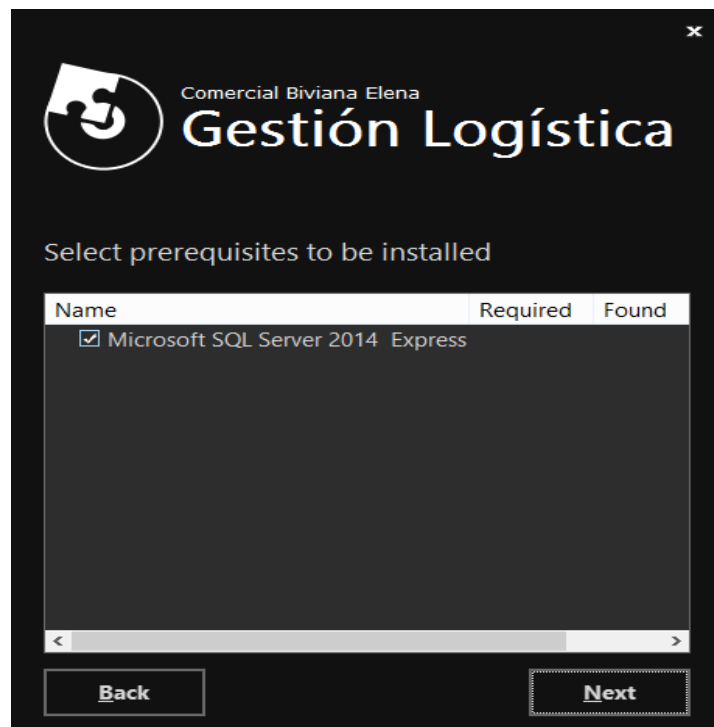 x
Comercial Biviana Elena
Gestión Logística
Select prerequisites to be installed
Name Required Found
Microsoft SQL Server 2014 Express
Back Next